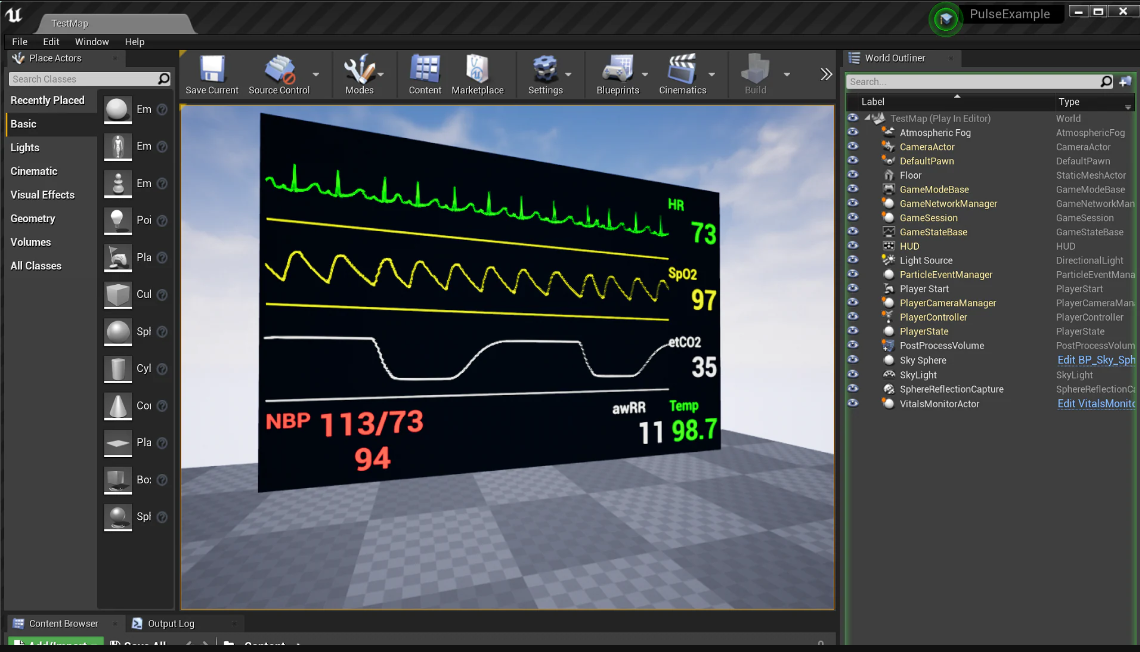 TestMap
PulseExample
File Edit Window Help
Place Actors
Search Classes
Recently Placed
Basic
Lights
Cinematic
Visual Effects
Geometry
Volumes
All Classes
Em
Em
Em
Poi
Pla
Cul
Spl
Cyl
Cor
Pla
Bo:
Spl
Save Current Source Control Modes Content Marketplace Settings Blueprints Cinematics Build
HR
73
SpO2
97
etCO2
35
NBP 113/73
94
awRR
11
Temp
98.7
World Outliner
Search...
Label Type
TestMap (Play In Editor) World
Atmospheric Fog AtmosphericFog
CameraActor CameraActor
DefaultPawn DefaultPawn
Floor StaticMeshActor
GameModeBase GameModeBase
GameNetworkManager GameNetworkMan
GameSession GameSession
GameStateBase GameStateBase
HUD HUD
Light Source DirectionalLight
ParticleEventManager ParticleEventMana
Player Start PlayerStart
PlayerCameraManager PlayerCameraMan
PlayerController PlayerController
PlayerState PlayerState
PostProcessVolume PostProcessVolum
Sky Sphere Edit BP_Sky_Sph
SkyLight SkyLight
SphereReflectionCapture SphereReflectionC
VitalsMonitorActor Edit VitalsMonito
Content Browser Output Log
Add/Import Save All Content